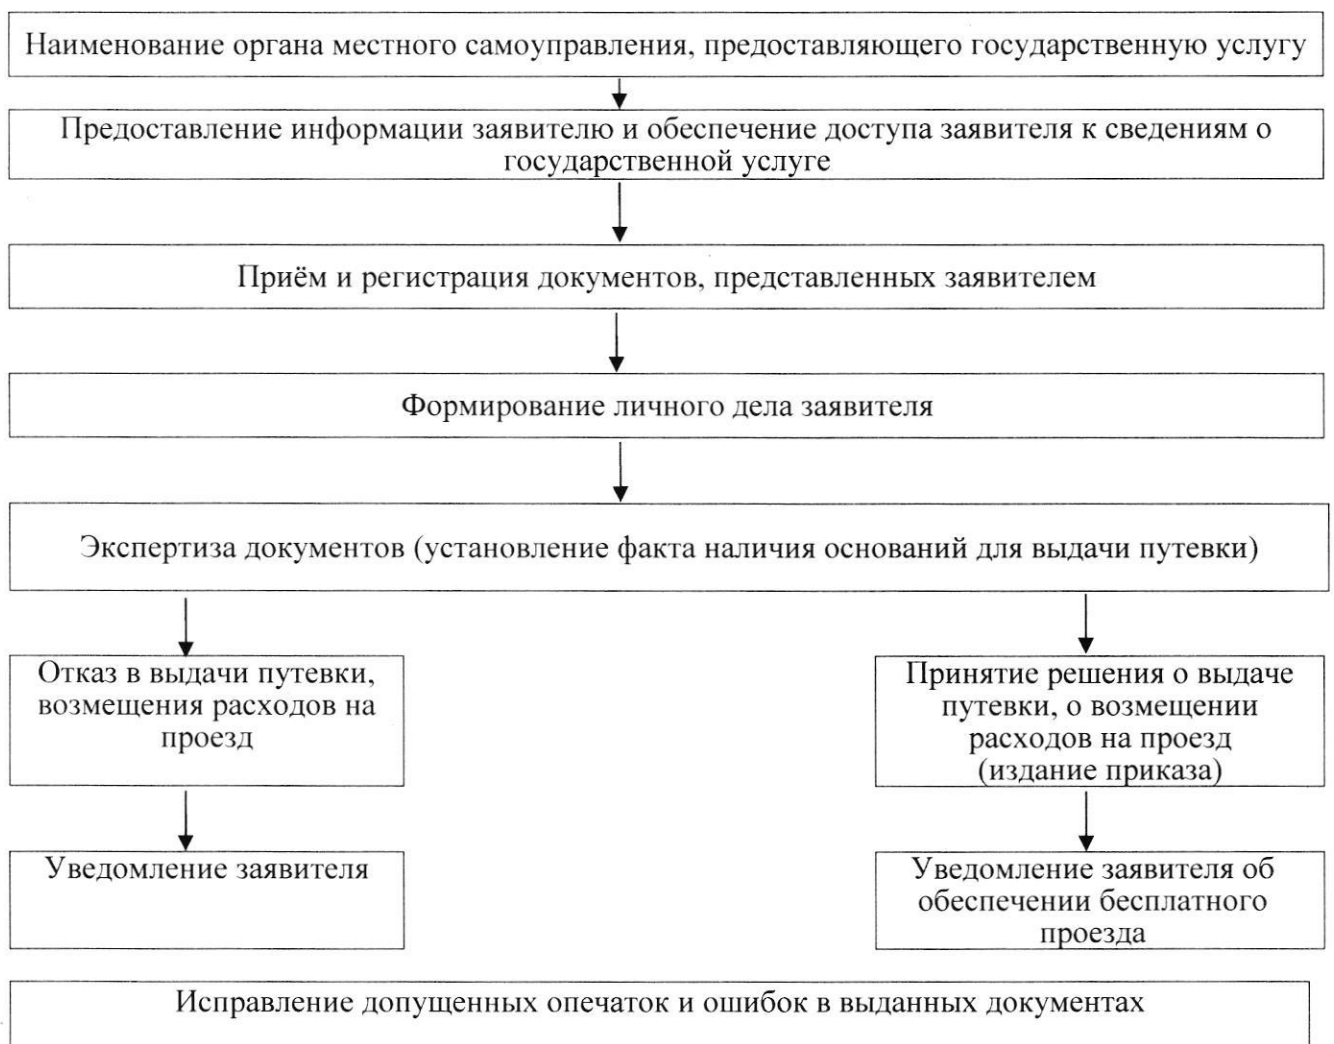 Наименование органа местного самоуправления, предоставляющего государственную услугу
Предоставление информации заявителю и обеспечение доступа заявителя к сведениям о
государственной услуге
Приём и регистрация документов, представленных заявителем
Формирование личного дела заявителя
Экспертиза документов (установление факта наличия оснований для выдачи путевки)
Отказ в выдачи путевки,
возмещения расходов на
проезд
Принятие решения о выдаче
путевки, о возмещении
расходов на проезд
(издание приказа)
Уведомление заявителя
Уведомление заявителя об
обеспечении бесплатного
проезда
Исправление допущенных опечаток и ошибок в выданных документах